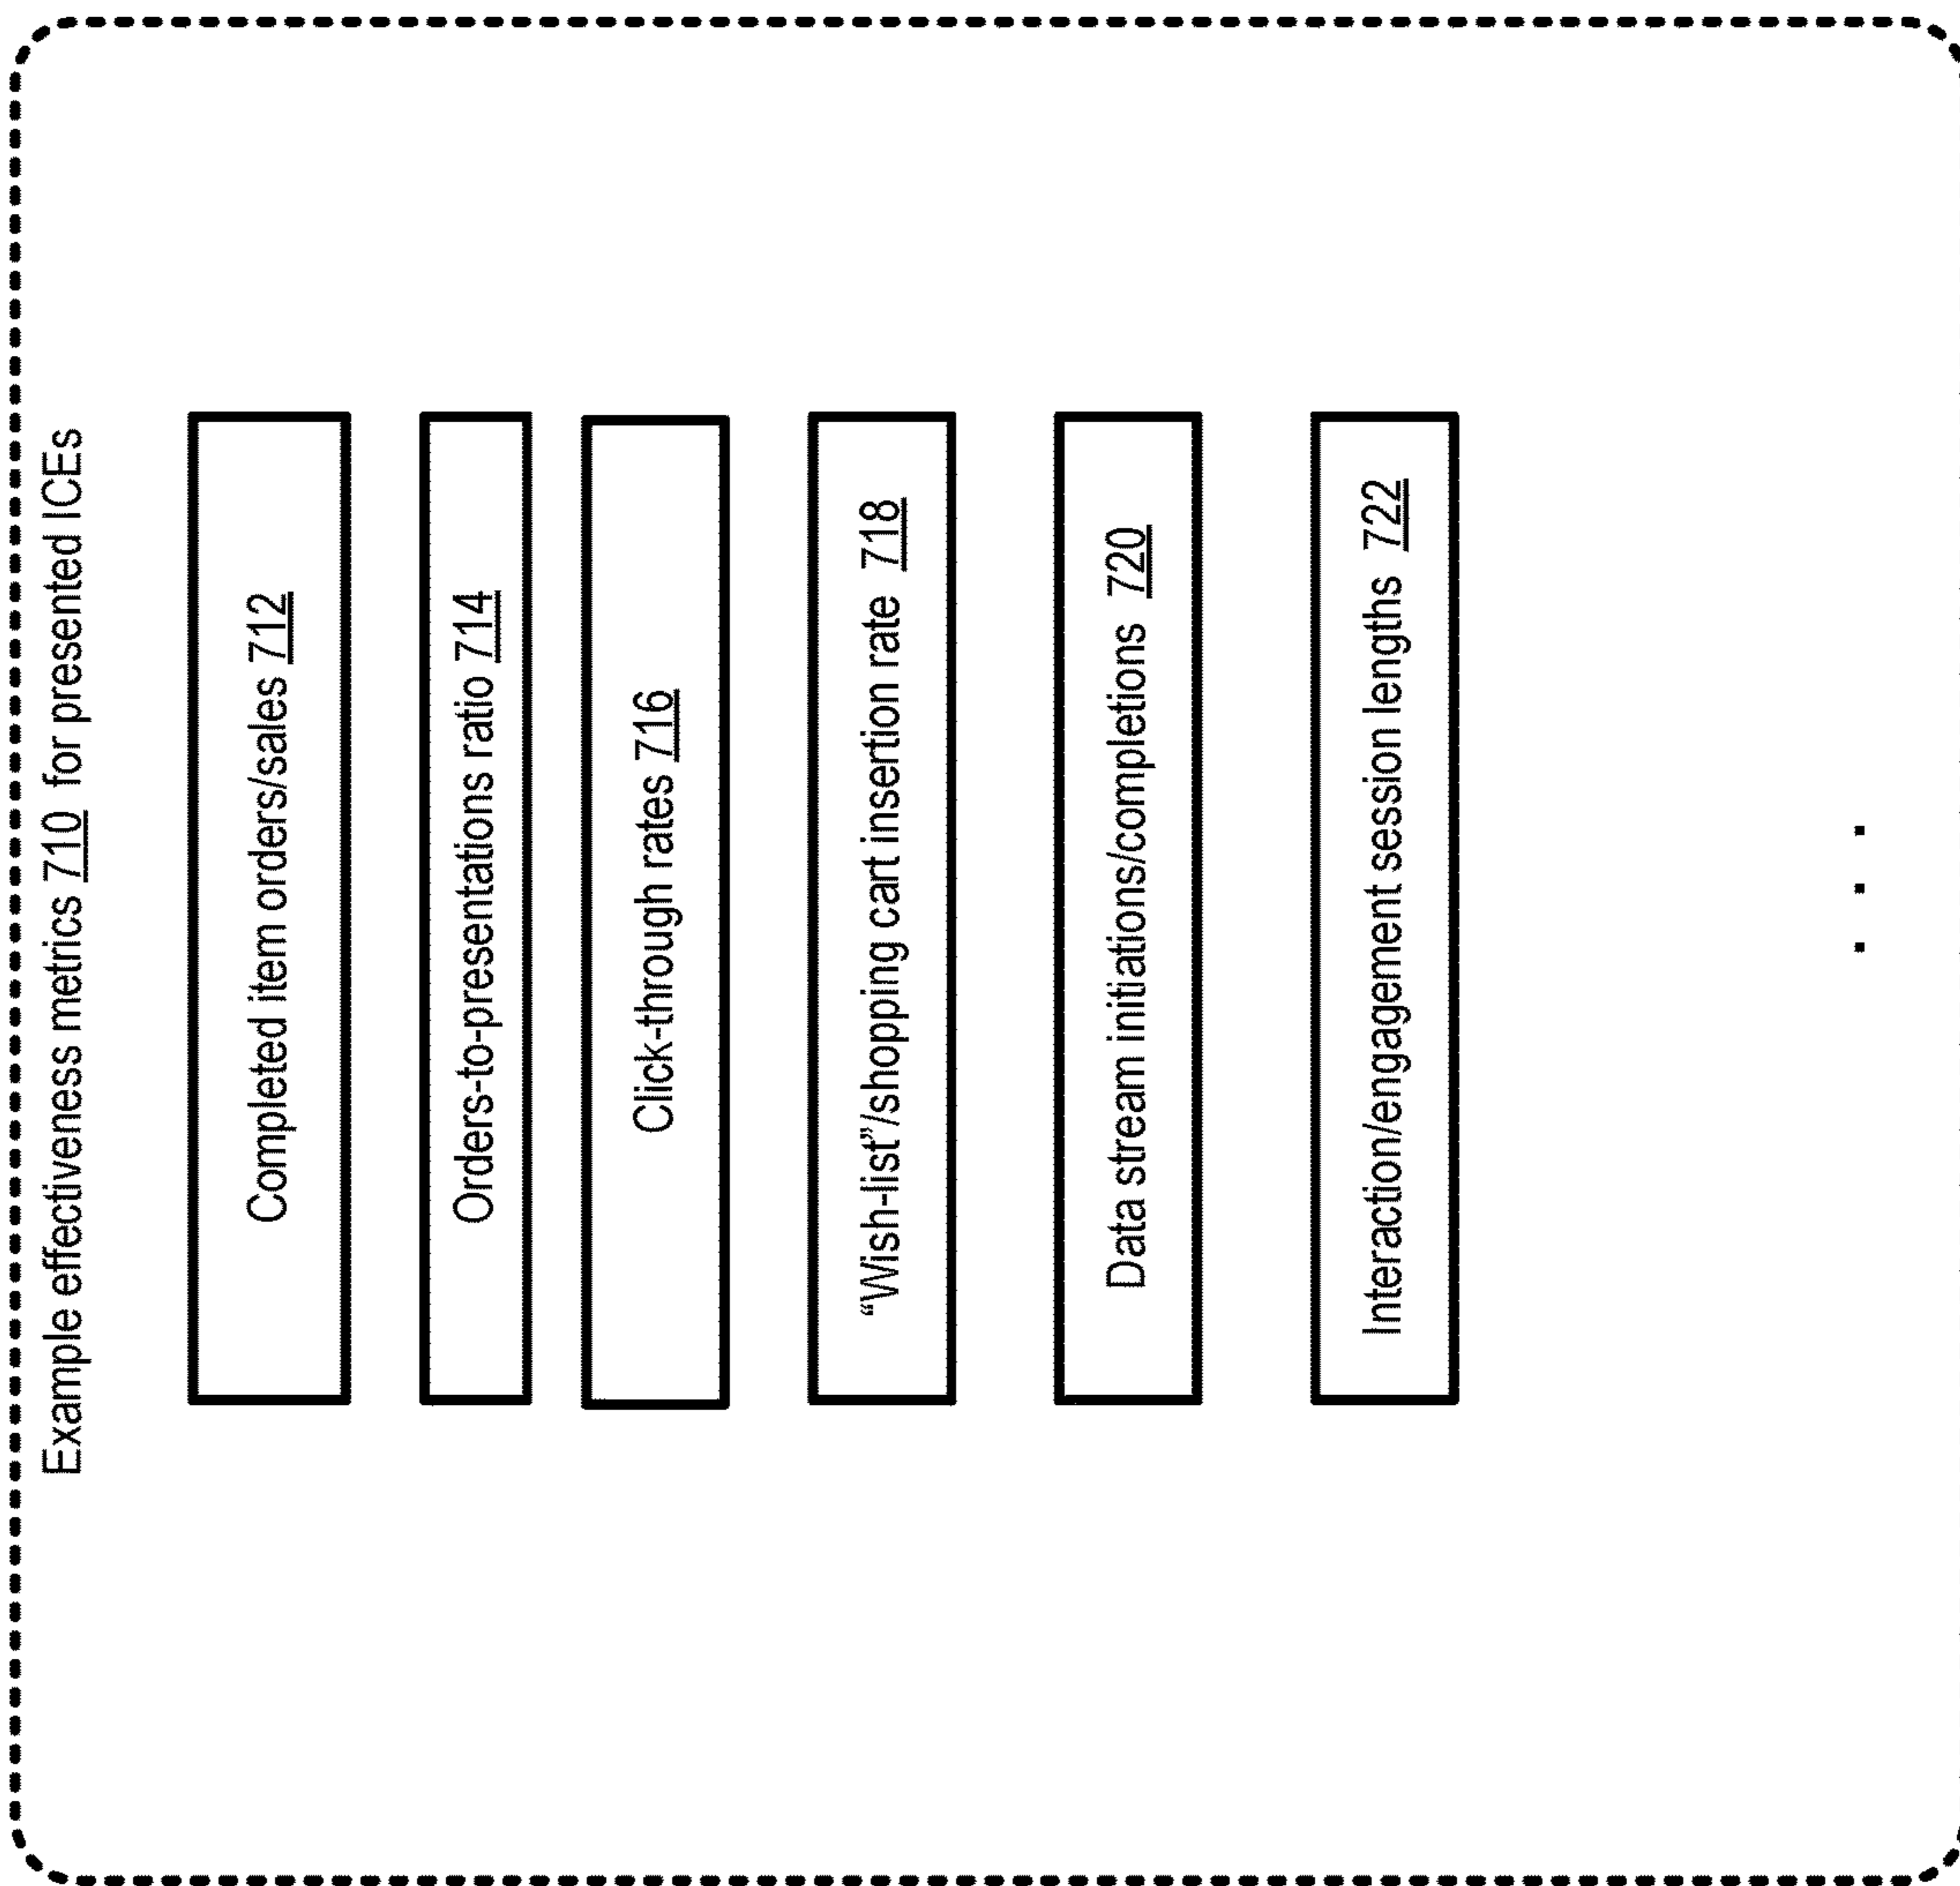 Example effectiveness metrics 710 for presented ICEs
Completed item orders/sales 712
Orders-to-presentations ratio 714
Click-through rates 716
“Wish-list”/shopping cart insertion rate 718
Data stream initiations/completions 720
Interaction/engagement session lengths 722
. . .